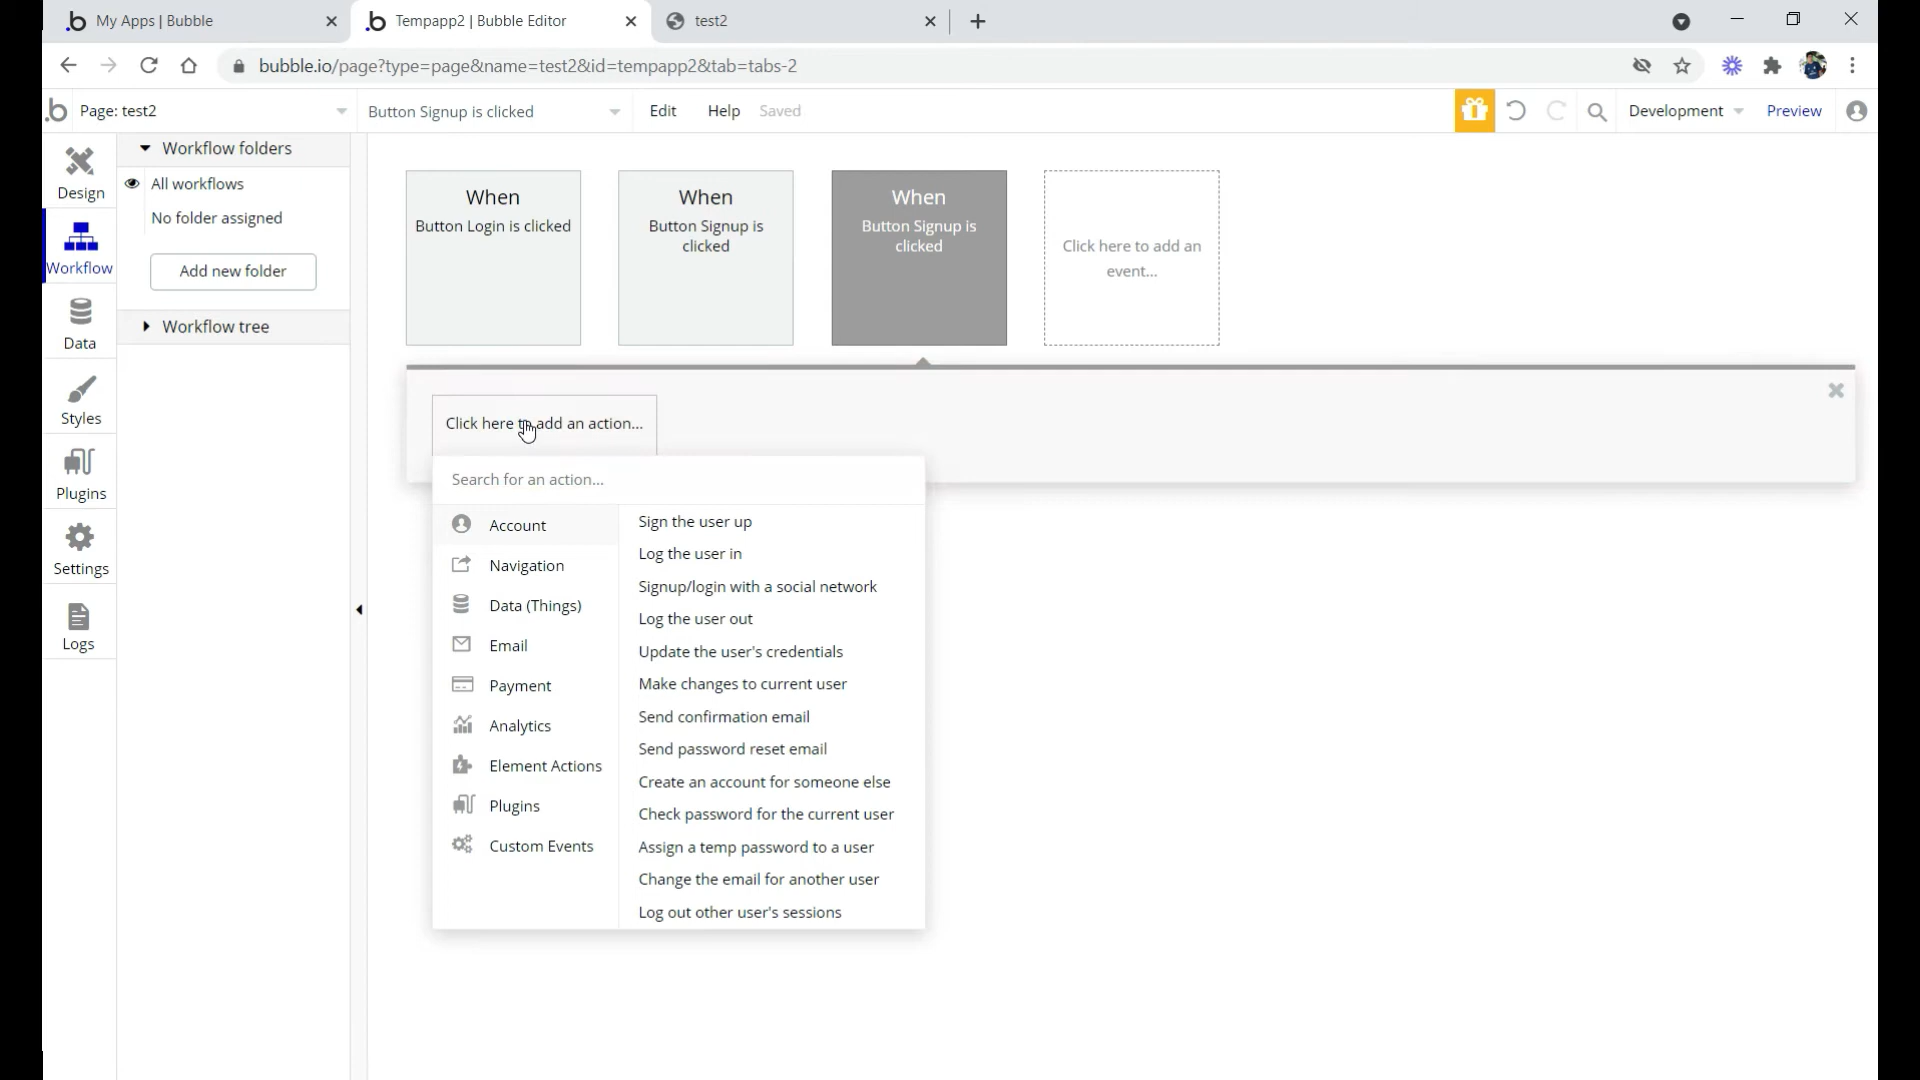 My Apps | Bubble
Tempapp2 | Bubble Editor
test2
bubble.io/page?type=page&name=test2&id=tempapp2&tab=tabs-2
.b Page: test2
Button Signup is clicked
Edit
Help
Saved
Development
Preview
Design
Workflow
Data
Styles
Plugins
Settings
Logs
Workflow folders
All workflows
No folder assigned
Add new folder
Workflow tree
When
Button Login is clicked
When
Button Signup is
clicked
When
Button Signup is
clicked
Click here to add an
event...
Click here to add an action...
Search for an action...
Account
Navigation
Data (Things)
Email
Payment
Analytics
Element Actions
Plugins
Custom Events
Sign the user up
Log the user in
Signup/login with a social network
Log the user out
Update the user's credentials
Make changes to current user
Send confirmation email
Send password reset email
Create an account for someone else
Check password for the current user
Assign a temp password to a user
Change the email for another user
Log out other user's sessions